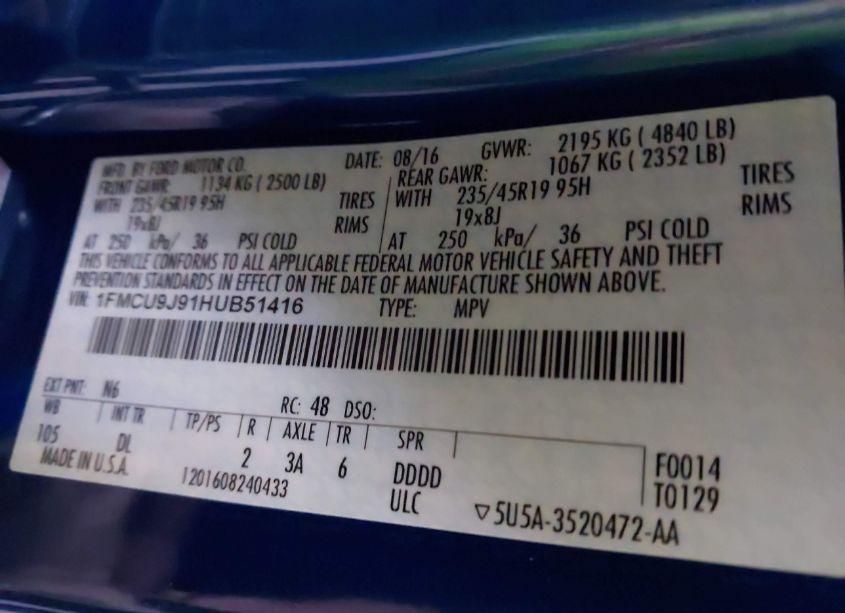 MFD. BY FORD MOTOR CO. DATE: 08/16 GVWR: 2195 KG ( 4840 LB)
FRONT GAWR: 1134 KG ( 2500 LB) REAR GAWR: 1067 KG ( 2352 LB)
WITH 235/45R19 95H TIRES WITH 235/45R19 95H TIRES
19x8J RIMS 19x8J RIMS
AT 250 kPa/ 36 PSI COLD AT 250 kPa/ 36 PSI COLD
THIS VEHICLE CONFORMS TO ALL APPLICABLE FEDERAL MOTOR VEHICLE SAFETY AND THEFT
PREVENTION STANDARDS IN EFFECT ON THE DATE OF MANUFACTURE SHOWN ABOVE.
VIN: 1FMCU9J91HUB51416 TYPE: MPV
EXT PNT: N6 RC: 48 DSO:
WB INT TR TP/PS R AXLE TR SPR
105 DL 2 3A 6 DDDD F0014
MADE IN U.S.A. 1201608240433 ULC T0129
▽5U5A-3520472-AA